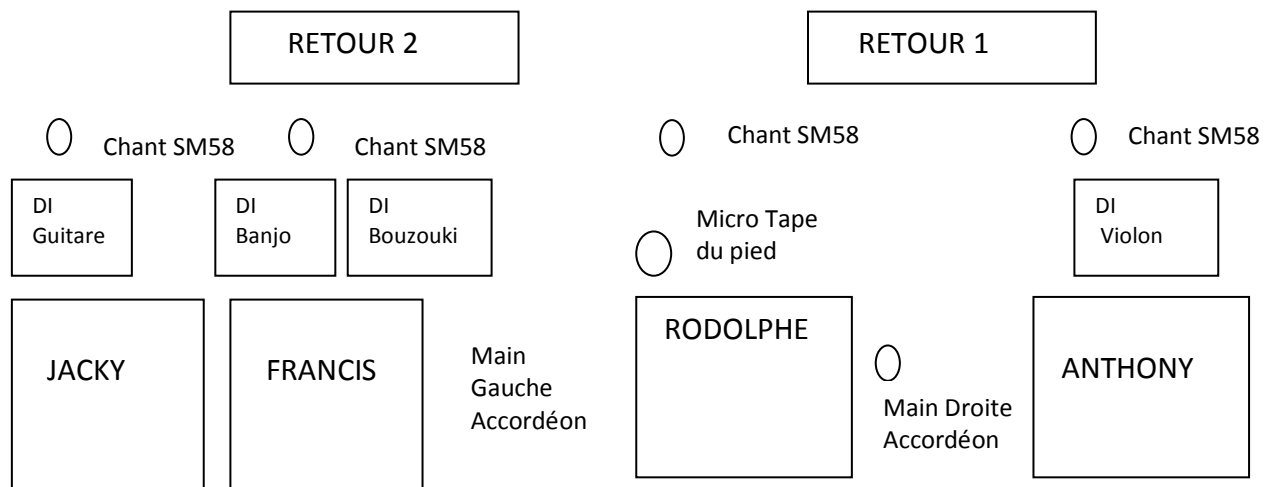 RETOUR 2
RETOUR 1
Chant SM58
Chant SM58
Chant SM58
Chant SM58
DI
Guitare
DI
Banjo
DI
Bouzouki
Micro Tape
du pied
DI
Violon
JACKY
FRANCIS
Main
Gauche
Accordéon
RODOLPHE
Main Droite
Accordéon
ANTHONY